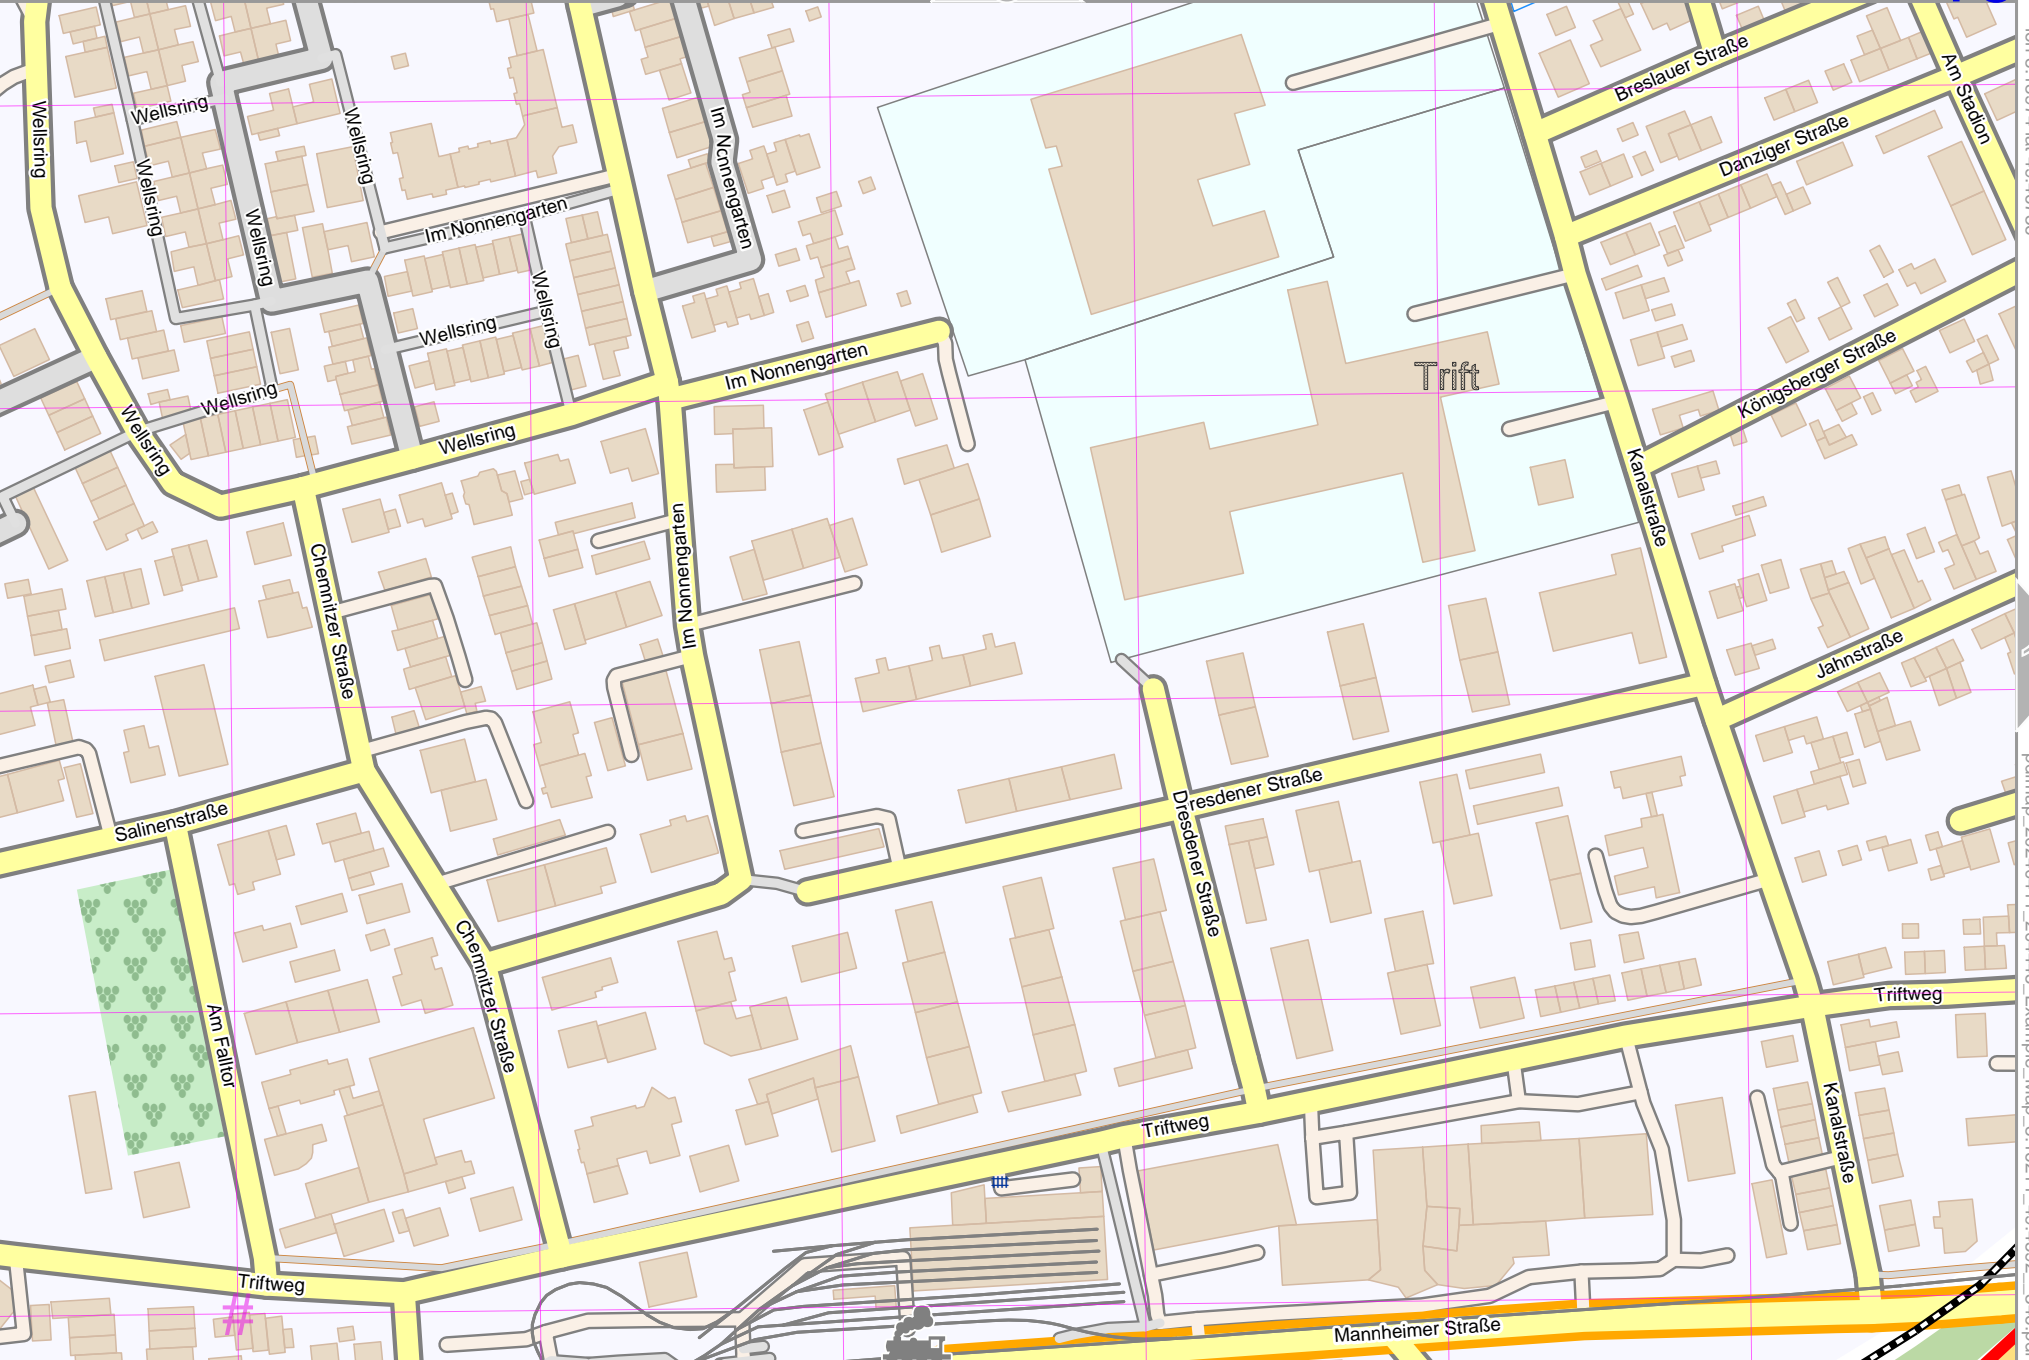 Breslauer Straße
Am Stadion
Wellsring
Wellsring
Wellsring
Im Nonnengarten
Danziger Straße
Wellsring
Wellsring
Im Nonnengarten
Wellsring
Wellsring
Im Nonnengarten
Trift
Königsberger Straße
Wellsring
Wellsring
Wellsring
Kanalstraße
Im Nonnengarten
Chemnitzer Straße
Jahnstraße
Dresdener Straße
Salinenstraße
Dresdener Straße
Chemnitzer Straße
Triftweg
Am Falltor
Triftweg
Kanalstraße
Triftweg
#
Mannheimer Straße